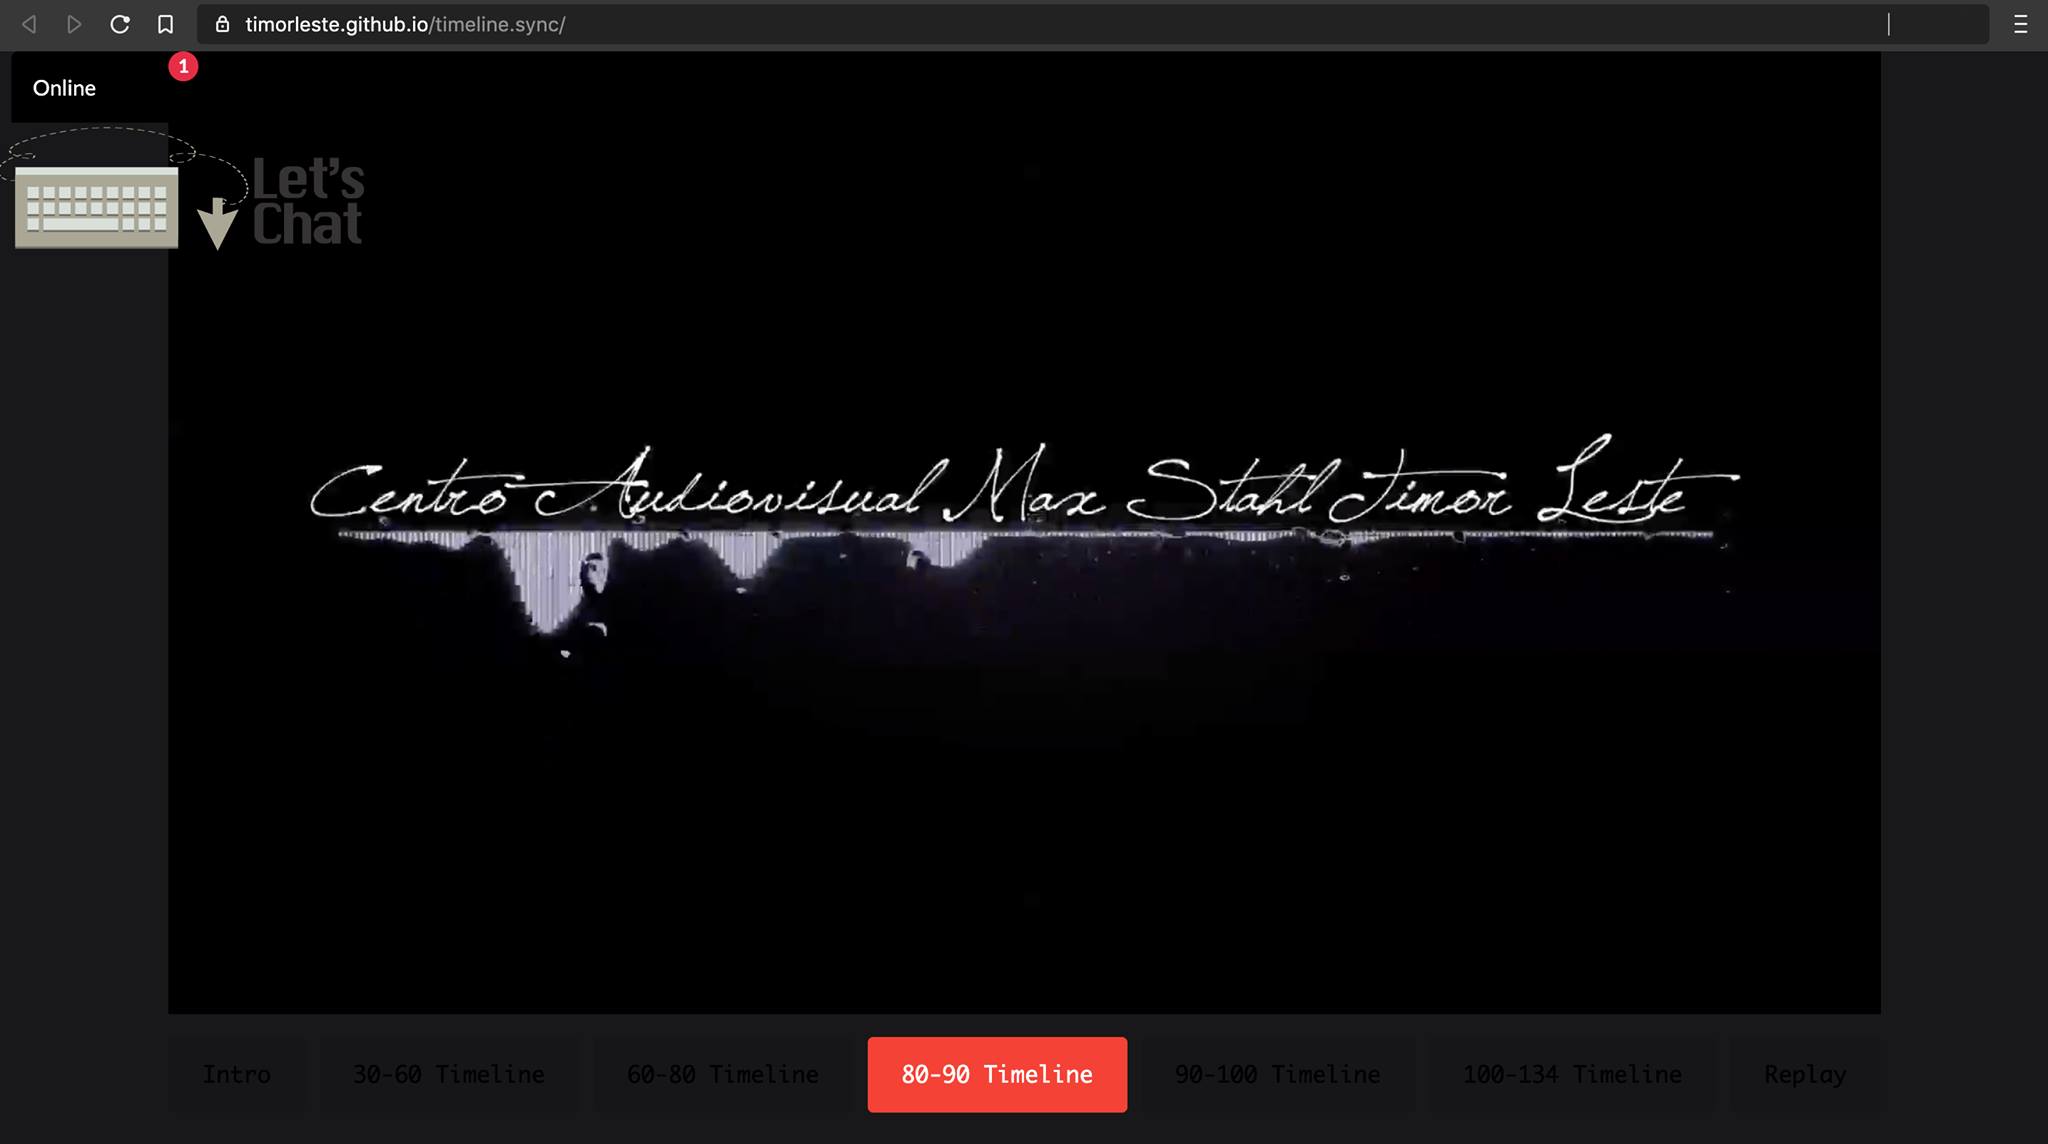 timorleste.github.io/timeline.sync/
Online
1
Let's
Chat
Centro Audiovisual Max Stahl Timor Leste
Intro
30-60 Timeline
60-80 Timeline
80-90 Timeline
90-100 Timeline
100-134 Timeline
Replay